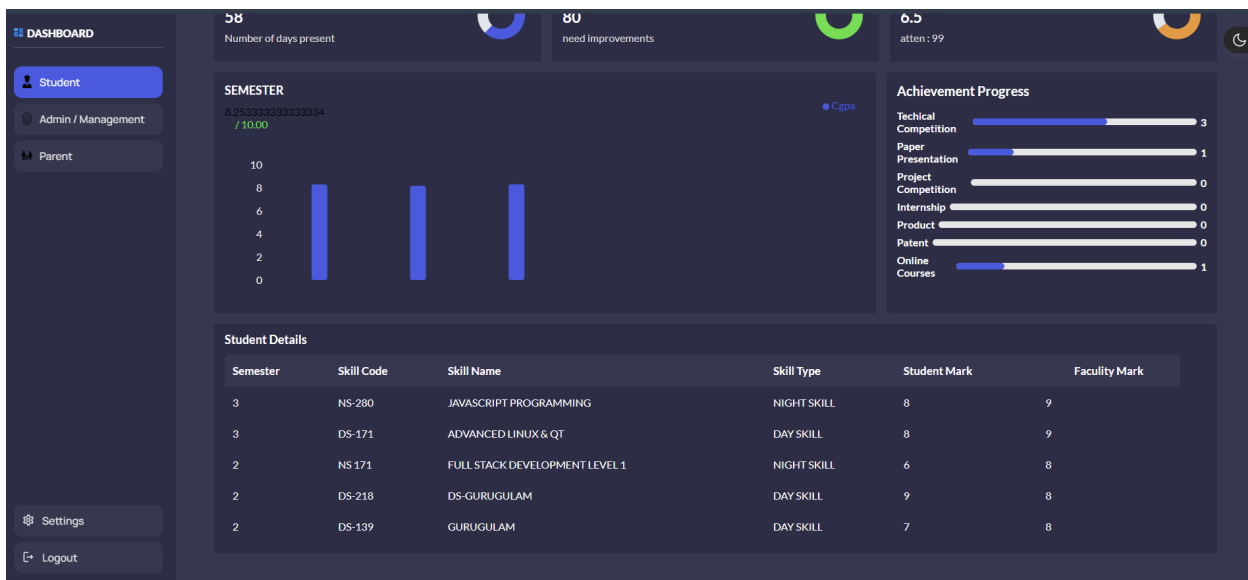 DASHBOARD
Student
Admin / Management
Parent
Settings
Logout
58
Number of days present
80
need improvements
6.5
atten : 99
SEMESTER
8.253333333333334
/ 10.00
Cgpa
10
8
6
4
2
0
Achievement Progress
Techical
Competition
3
Paper
Presentation
1
Project
Competition
0
Internship
0
Product
0
Patent
0
Online
Courses
1
Student Details
Semester Skill Code Skill Name Skill Type Student Mark Faculity Mark
3 NS-280 JAVASCRIPT PROGRAMMING NIGHT SKILL 8 9
3 DS-171 ADVANCED LINUX & QT DAY SKILL 8 9
2 NS 171 FULL STACK DEVELOPMENT LEVEL 1 NIGHT SKILL 6 8
2 DS-218 DS-GURUGULAM DAY SKILL 9 8
2 DS-139 GURUGULAM DAY SKILL 7 8